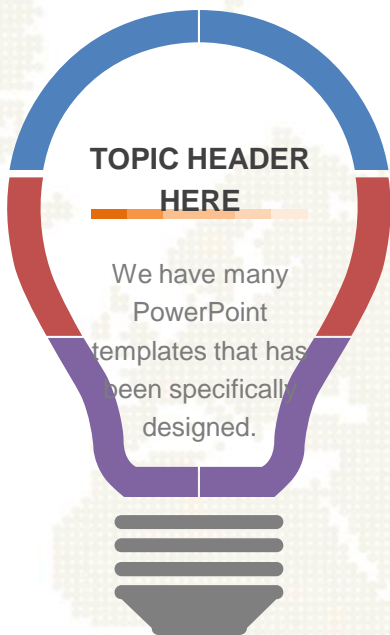 TOPIC HEADER
HERE
We have many
PowerPoint
templates that has
been specifically
designed.